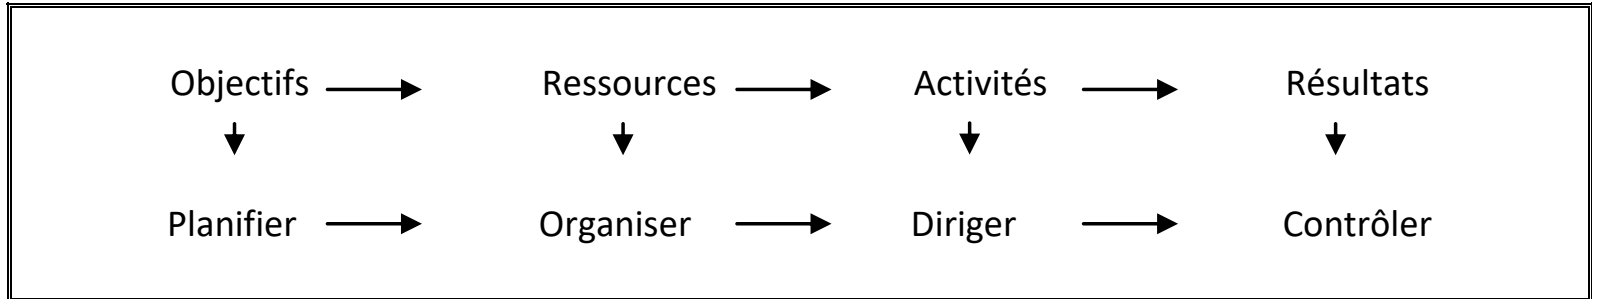 Objectifs Ressources Activités Résultats
Planifier Organiser Diriger Contrôler